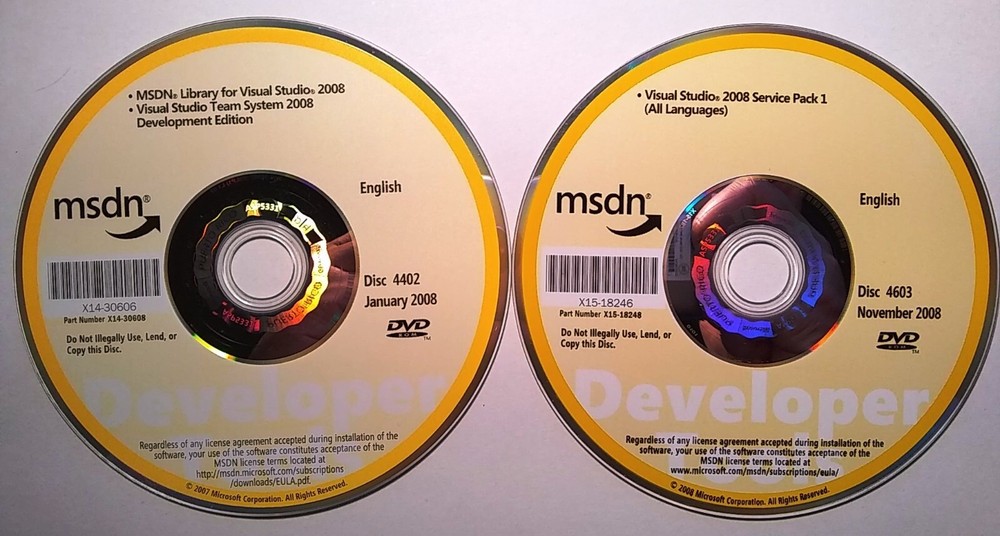 • MSDN® Library for Visual Studio® 2008
• Visual Studio Team System 2008
Development Edition
English
msdn®
X14-30606
Part Number X14-30608
Do Not Illegally Use, Lend, or
Copy this Disc.
Disc 4402
January 2008
DVD
ROM
TM
Developer
Regardless of any license agreement accepted during installation of the
software, your use of the software constitutes acceptance of the
MSDN license terms located at
http://msdn.microsoft.com/subscriptions
/downloads/EULA.pdf.
© 2007 Microsoft Corporation. All Rights Reserved.
• Visual Studio® 2008 Service Pack 1
(All Languages)
English
msdn®
X15-18246
Part Number X15-18248
Do Not Illegally Use, Lend, or
Copy this Disc.
Disc 4603
November 2008
DVD
ROM
TM
Developer
Tools
Regardless of any license agreement accepted during installation of the
software, your use of the software constitutes acceptance of the
MSDN license terms located at
www.microsoft.com/msdn/subscriptions/eula/
© 2008 Microsoft Corporation. All Rights Reserved.